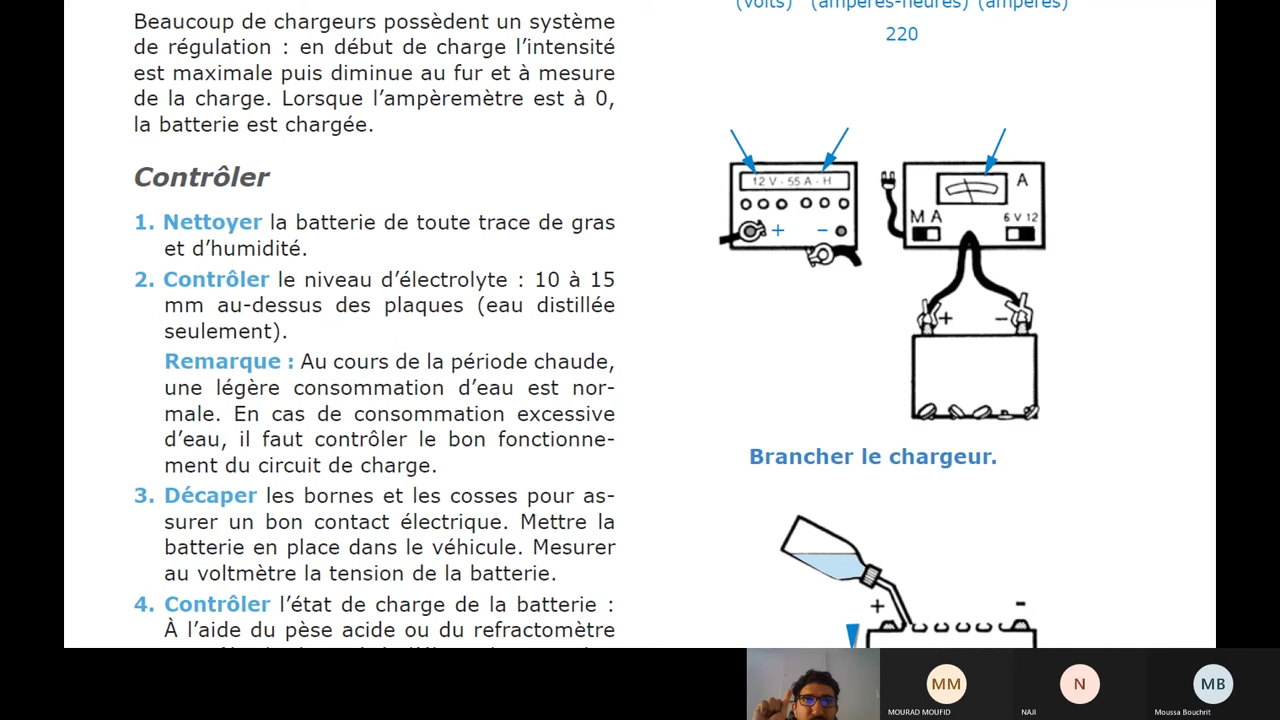 Beaucoup de chargeurs possèdent un système
de régulation : en début de charge l’intensité
est maximale puis diminue au fur et à mesure
de la charge. Lorsque l’ampèremètre est à 0,
la batterie est chargée.
Contrôler
1. Nettoyer la batterie de toute trace de gras
et d’humidité.
2. Contrôler le niveau d’électrolyte : 10 à 15
mm au-dessus des plaques (eau distillée
seulement).
Remarque : Au cours de la période chaude,
une légère consommation d’eau est nor-
male. En cas de consommation excessive
d’eau, il faut contrôler le bon fonctionne-
ment du circuit de charge.
3. Décaper les bornes et les cosses pour as-
surer un bon contact électrique. Mettre la
batterie en place dans le véhicule. Mesurer
au voltmètre la tension de la batterie.
4. Contrôler l’état de charge de la batterie :
À l’aide du pèse acide ou du refractomètre
(volts) (ampères-heures) (ampères)
220
12 V - 55 A - H
+ −
A
M A
6 V 12
+ −
Brancher le chargeur.
+ -
MM
N
MB
MOURAD MOUFID
NAJI
Moussa Bouchrit